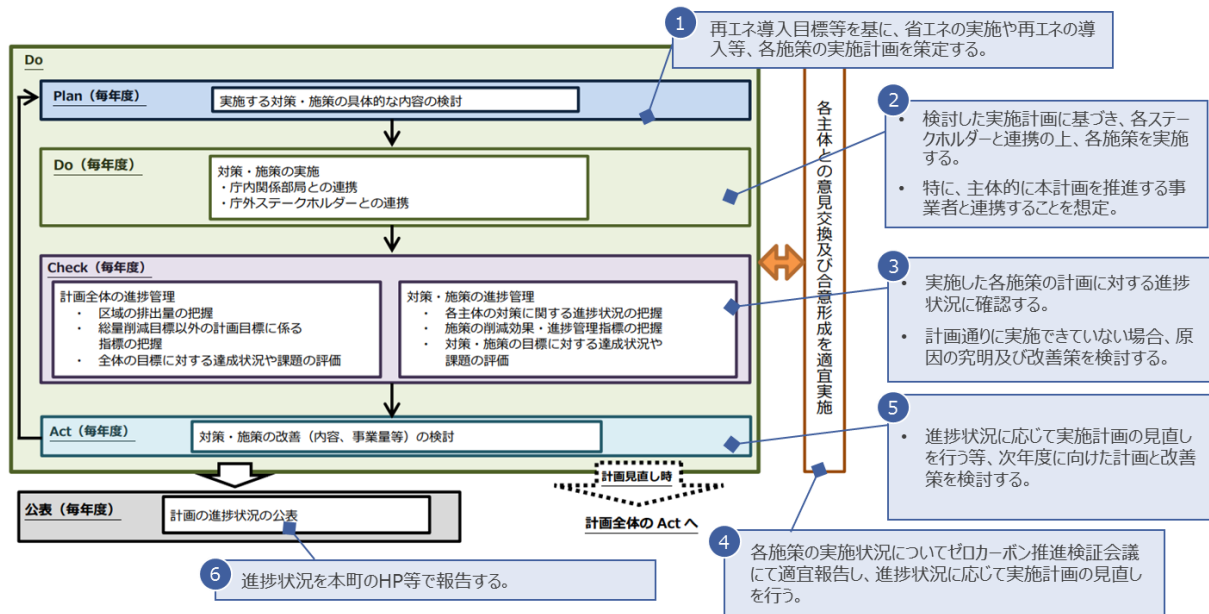 1
再エネ導入目標等を基に、省エネの実施や再エネの導
入等、各施策の実施計画を策定する。
Do
Plan（毎年度）
実施する対策・施策の具体的な内容の検討
Do（毎年度）
対策・施策の実施
・庁内関係部局との連携
・庁外ステークホルダーとの連携
Check（毎年度）
計画全体の進捗管理
・ 区域の排出量の把握
・ 総量削減目標以外の計画目標に係る
指標の把握
・ 全体の目標に対する達成状況や課題の評価
対策・施策の進捗管理
・ 各主体の対策に関する進捗状況の把握
・ 施策の削減効果・進捗管理指標の把握
・ 対策・施策の目標に対する達成状況や
課題の評価
Act（毎年度）
対策・施策の改善（内容、事業量等）の検討
各主体との意見交換及び合意形成を適宜実施
2
• 検討した実施計画に基づき、各ステー
クホルダーと連携の上、各施策を実施
する。
• 特に、主体的に本計画を推進する事
業者と連携することを想定。
3
• 実施した各施策の計画に対する進捗
状況に確認する。
• 計画通りに実施できていない場合、原
因の究明及び改善策を検討する。
5
• 進捗状況に応じて実施計画の見直し
を行う等、次年度に向けた計画と改善
策を検討する。
計画見直し時
計画全体の Act へ
公表（毎年度）
計画の進捗状況の公表
4
各施策の実施状況についてゼロカーボン推進検証会議
にて適宜報告し、進捗状況に応じて実施計画の見直し
を行う。
6
進捗状況を本町のHP等で報告する。